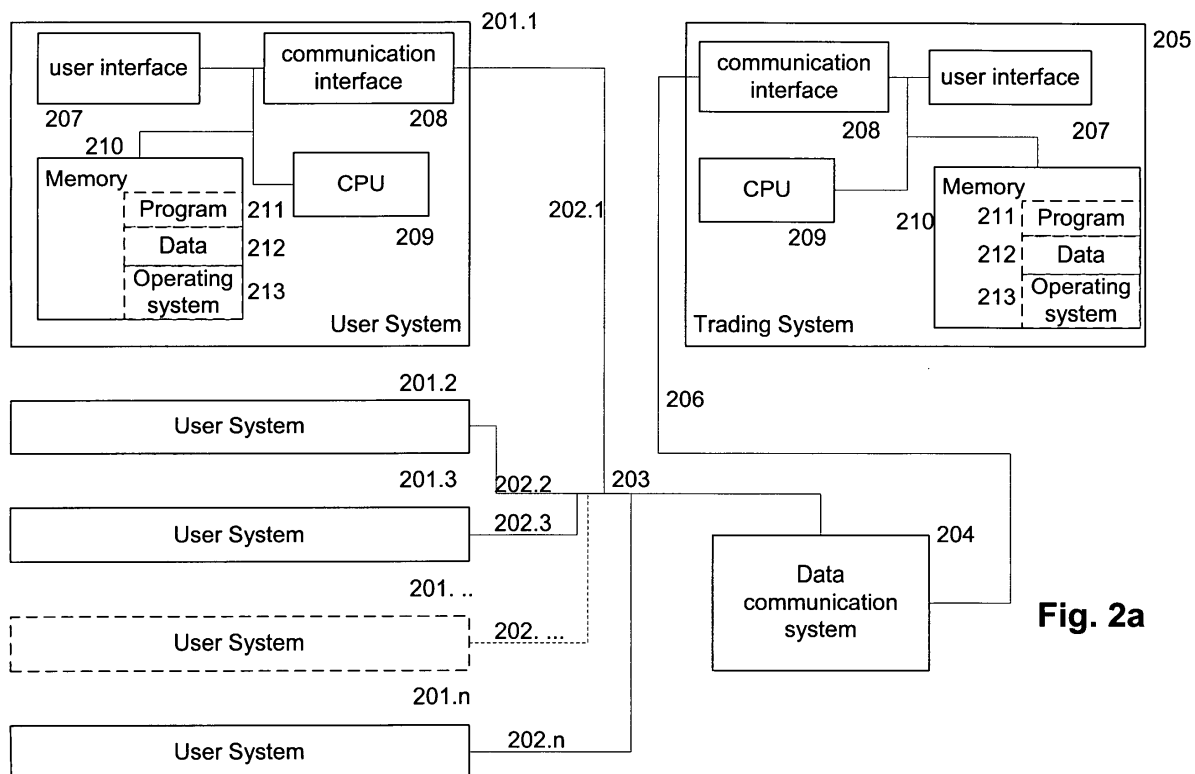 201.1
user interface
communication
interface
207
208
210
Memory
Program
211
Data
212
Operating
system
213
CPU
209
User System
202.1
205
communication
interface
user interface
208
207
CPU
209
210
Memory
211
Program
212
Data
213
Operating
system
Trading System
206
201.2
User System
201.3
202.2
203
User System
202.3
204
Data
communication
system
201. ..
User System
202. ...
201.n
User System
202.n
Fig. 2a